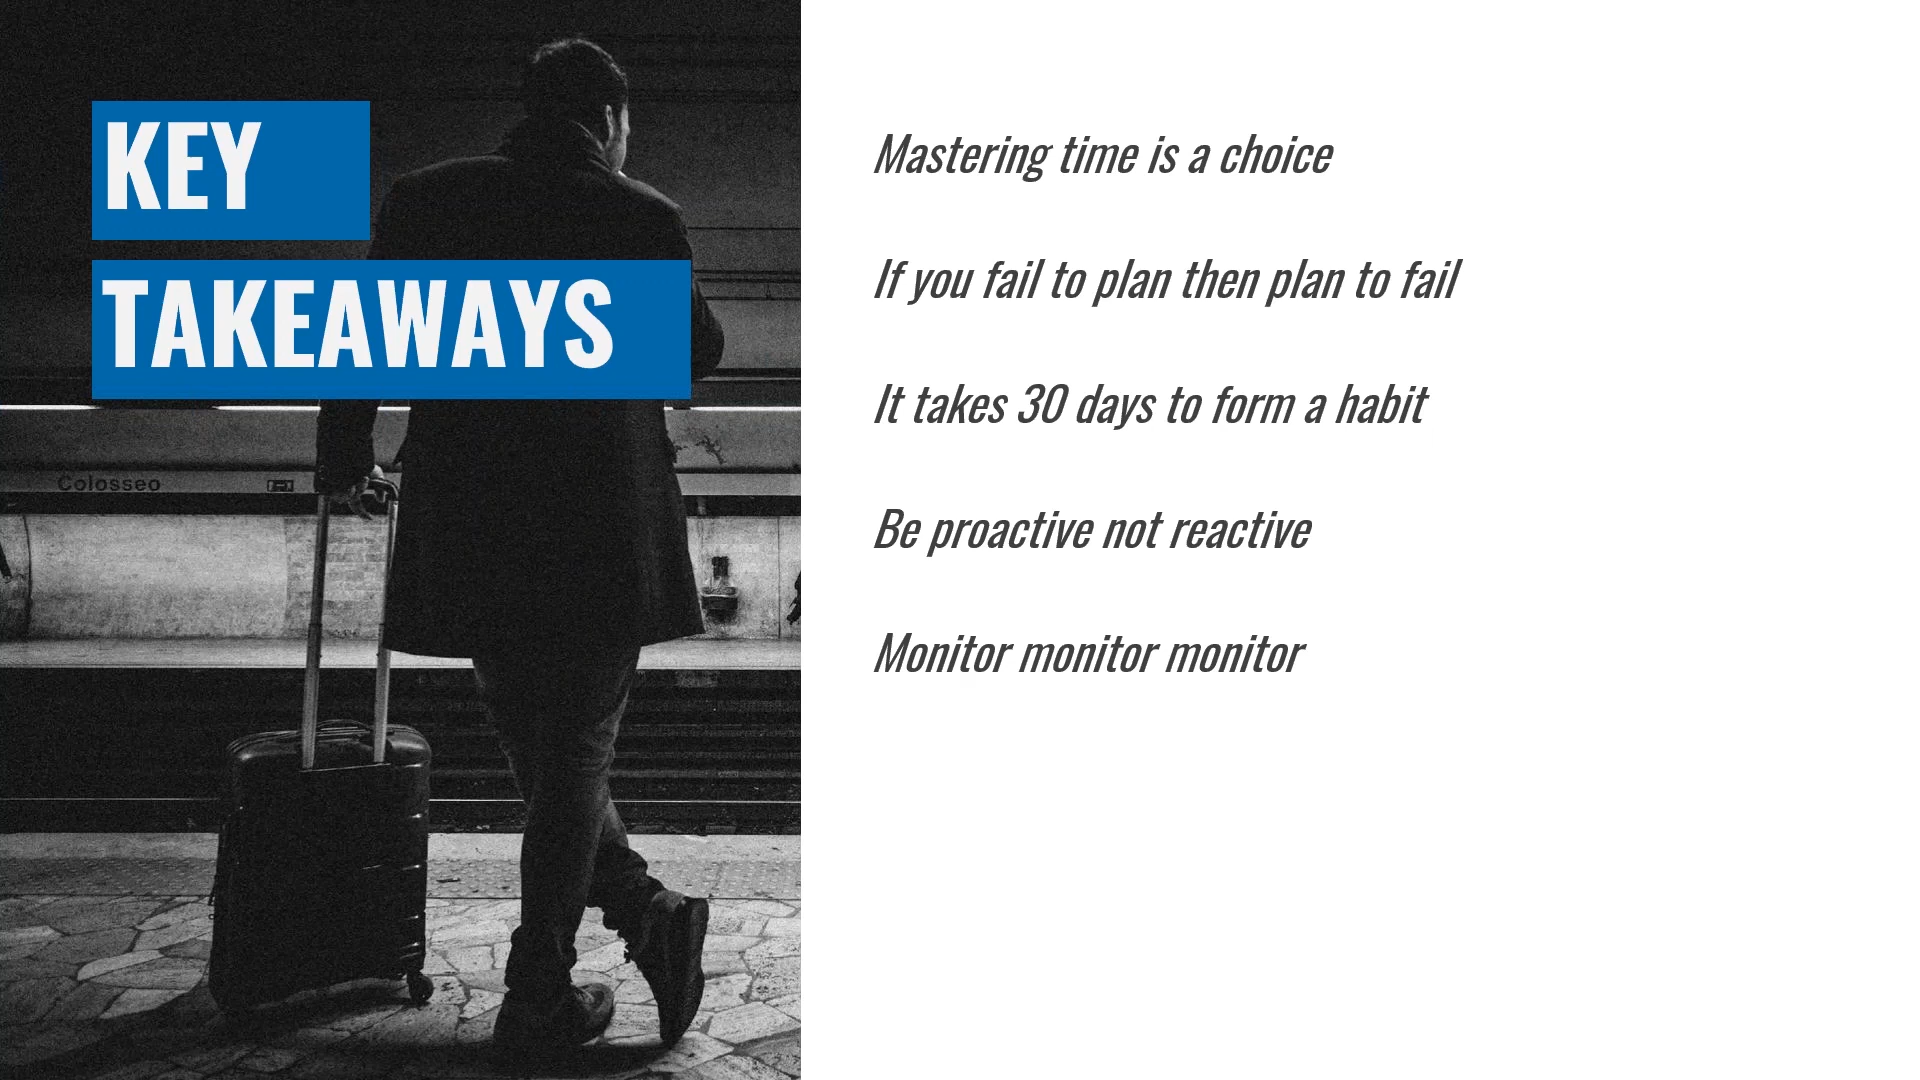 KEY
TAKEAWAYS
Mastering time is a choice
If you fail to plan then plan to fail
It takes 30 days to form a habit
Be proactive not reactive
Monitor monitor monitor
Colosseo